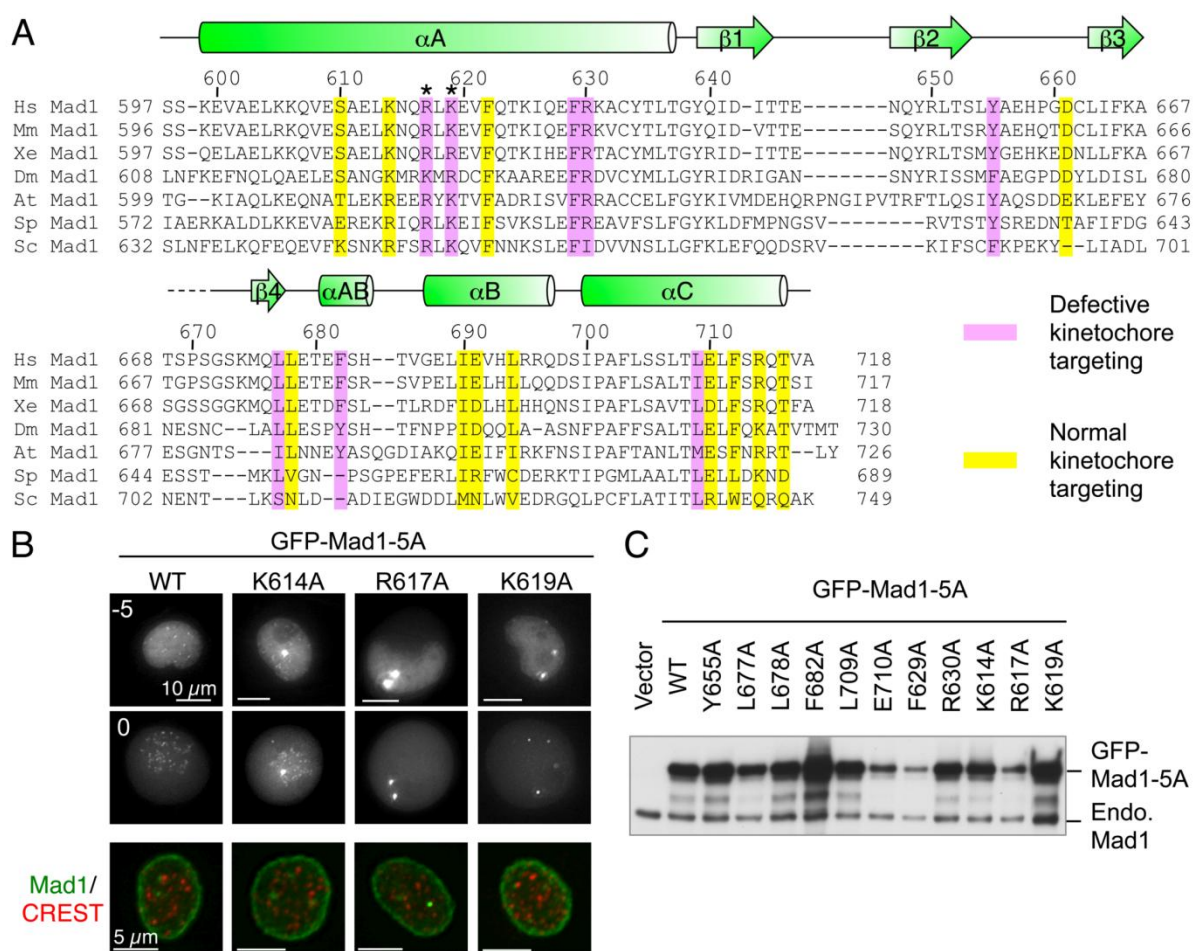 A
αA β1 β2 β3
600 610 620 630 640 650 660
* *
Hs Mad1 597 SS-KEVAELKKQVESAELKNQRLKEVFQTKIQEFRKACYTLTGYQID-ITTE-------NQYRLTSLYAEHPGDCLIFKA 667
Mm Mad1 596 SS-KEVAELRKQVESAELKNQRLKEVFQTKIQEFRKVCYTLTGYQID-VTTE-------SQYRLTSRYAEHQTDCLIFKA 666
Xe Mad1 597 SS-QELAELKKQVESAELKNQRLREVFQTKIHEFRTACYMLTGYRID-ITTE-------NQYRLTSMYGEHKEDNLLFKA 667
Dm Mad1 608 LNFKEFNQLQAELESANGKMRKMRDCFKAAREEFRDVCYMLFGYRIDRIGAN-------SNYRISSMFAEGPDDYLDISL 680
At Mad1 599 TG--KIAQLKEQNATLEKREERYKTVFADRISVFRRACCELFGYKIVMDEHQRPNGIPVTRFTLQSIYAQSDDEKLEFEY 676
Sp Mad1 572 IAERKALDLKKEVAEREKRIQRLKEIFSVKSLEFREAVFSLFGYKLDFMPNGSV-------RVTSTYSREDNTAFIFDG 643
Sc Mad1 632 SLNFELKQFEQEVFKSNKRFSRLKQVFNNKSLEFIDVVNSLLGFKLEFQQDSRV-------KIFSCFKPEKY--LIADL 701
β4 αAB αB αC
670 680 690 700 710
Hs Mad1 668 TSPSGSKMQLLETEFSH--TVGELIEVHLRRQDSIPAFLSSLTLELFSRQTVA 718
Mm Mad1 667 TGPSGSKMQLLETEFSR--SVPELIELHLLQQDSIPAFLSSLTIELFSRQTSI 717
Xe Mad1 668 SGSSGGKMQLLETDFSL--TLRDFIDLHLHHQNSIPAFLSAVTLDLFSRQTFA 718
Dm Mad1 681 NESNC-LALLESPYSH--TFNPPIDQQLA-ASNFPAFFSALTLELFQKATVTMT 730
At Mad1 677 ESGNTS-ILNNEYASQGDIAKQIEIFIRKFNSIPAFTANLTMESFNRRT--LY 726
Sp Mad1 644 ESST---MKLVGN--PSGPEFERLIRFWCDERKTIPGMLAALTLELLDKND 689
Sc Mad1 702 NENT---LKSNLD--ADIEGWDDLMNLWVEDRGQLPCFLATITLRLWEQRQAK 749
Defective
kinetochore
targeting
Normal
kinetochore
targeting
B
GFP-Mad1-5A
WT K614A R617A K619A
-5
10 µm
0
Mad1/
CREST
5 µm
C
GFP-Mad1-5A
Vector WT Y655A L677A L678A F682A L709A E710A F629A R630A K614A R617A K619A
GFP-
Mad1-5A
Endo.
Mad1